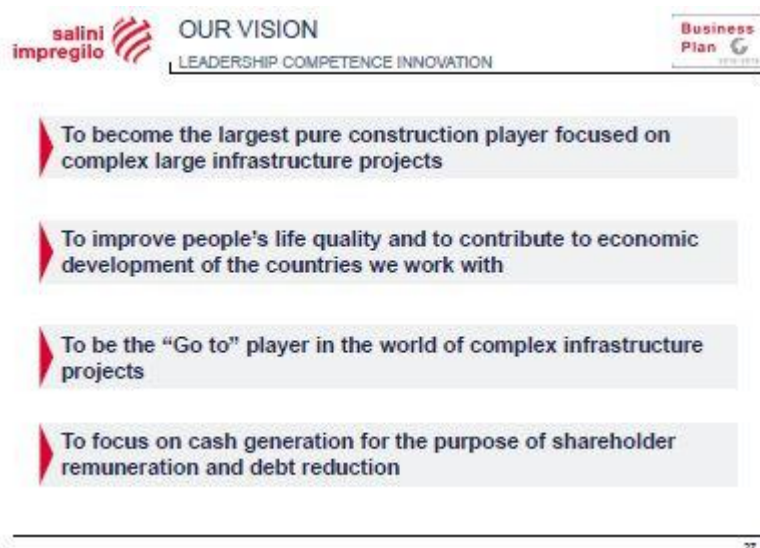 salini
impregilo
OUR VISION
LEADERSHIP COMPETENCE INNOVATION
Business
Plan
To become the largest pure construction player focused on
complex large infrastructure projects
To improve people's life quality and to contribute to economic
development of the countries we work with
To be the “Go to” player in the world of complex infrastructure
projects
To focus on cash generation for the purpose of shareholder
remuneration and debt reduction